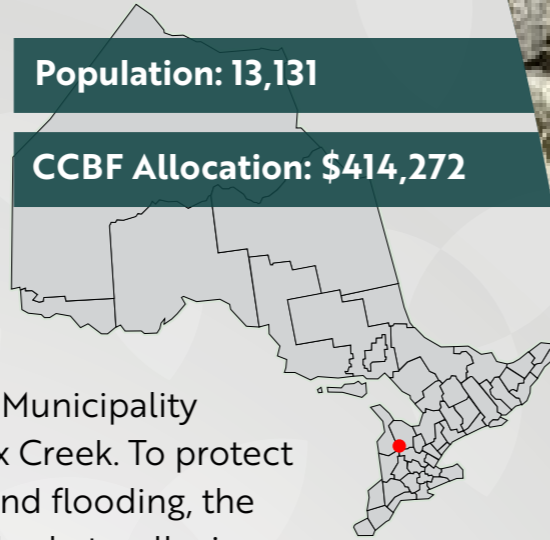 Population: 13,131
CCBF Allocation: $414,272
Municipality
x Creek. To protect
nd flooding, the